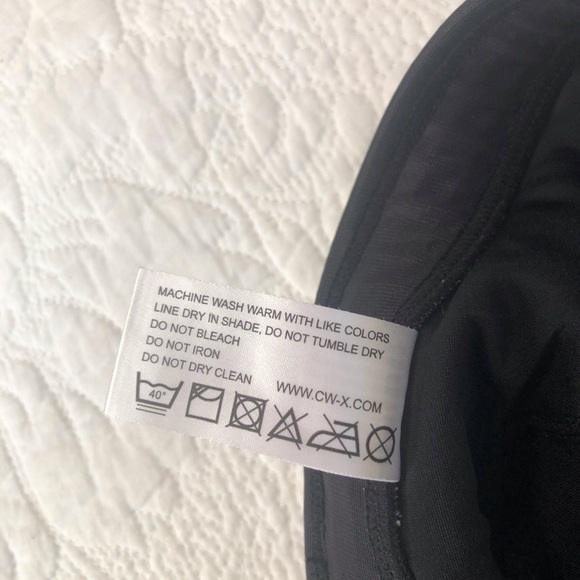 MACHINE WASH WARM WITH LIKE COLORS
LINE DRY IN SHADE, DO NOT TUMBLE DRY
DO NOT BLEACH
DO NOT IRON
DO NOT DRY CLEAN
WWW.CW-X.COM
40°